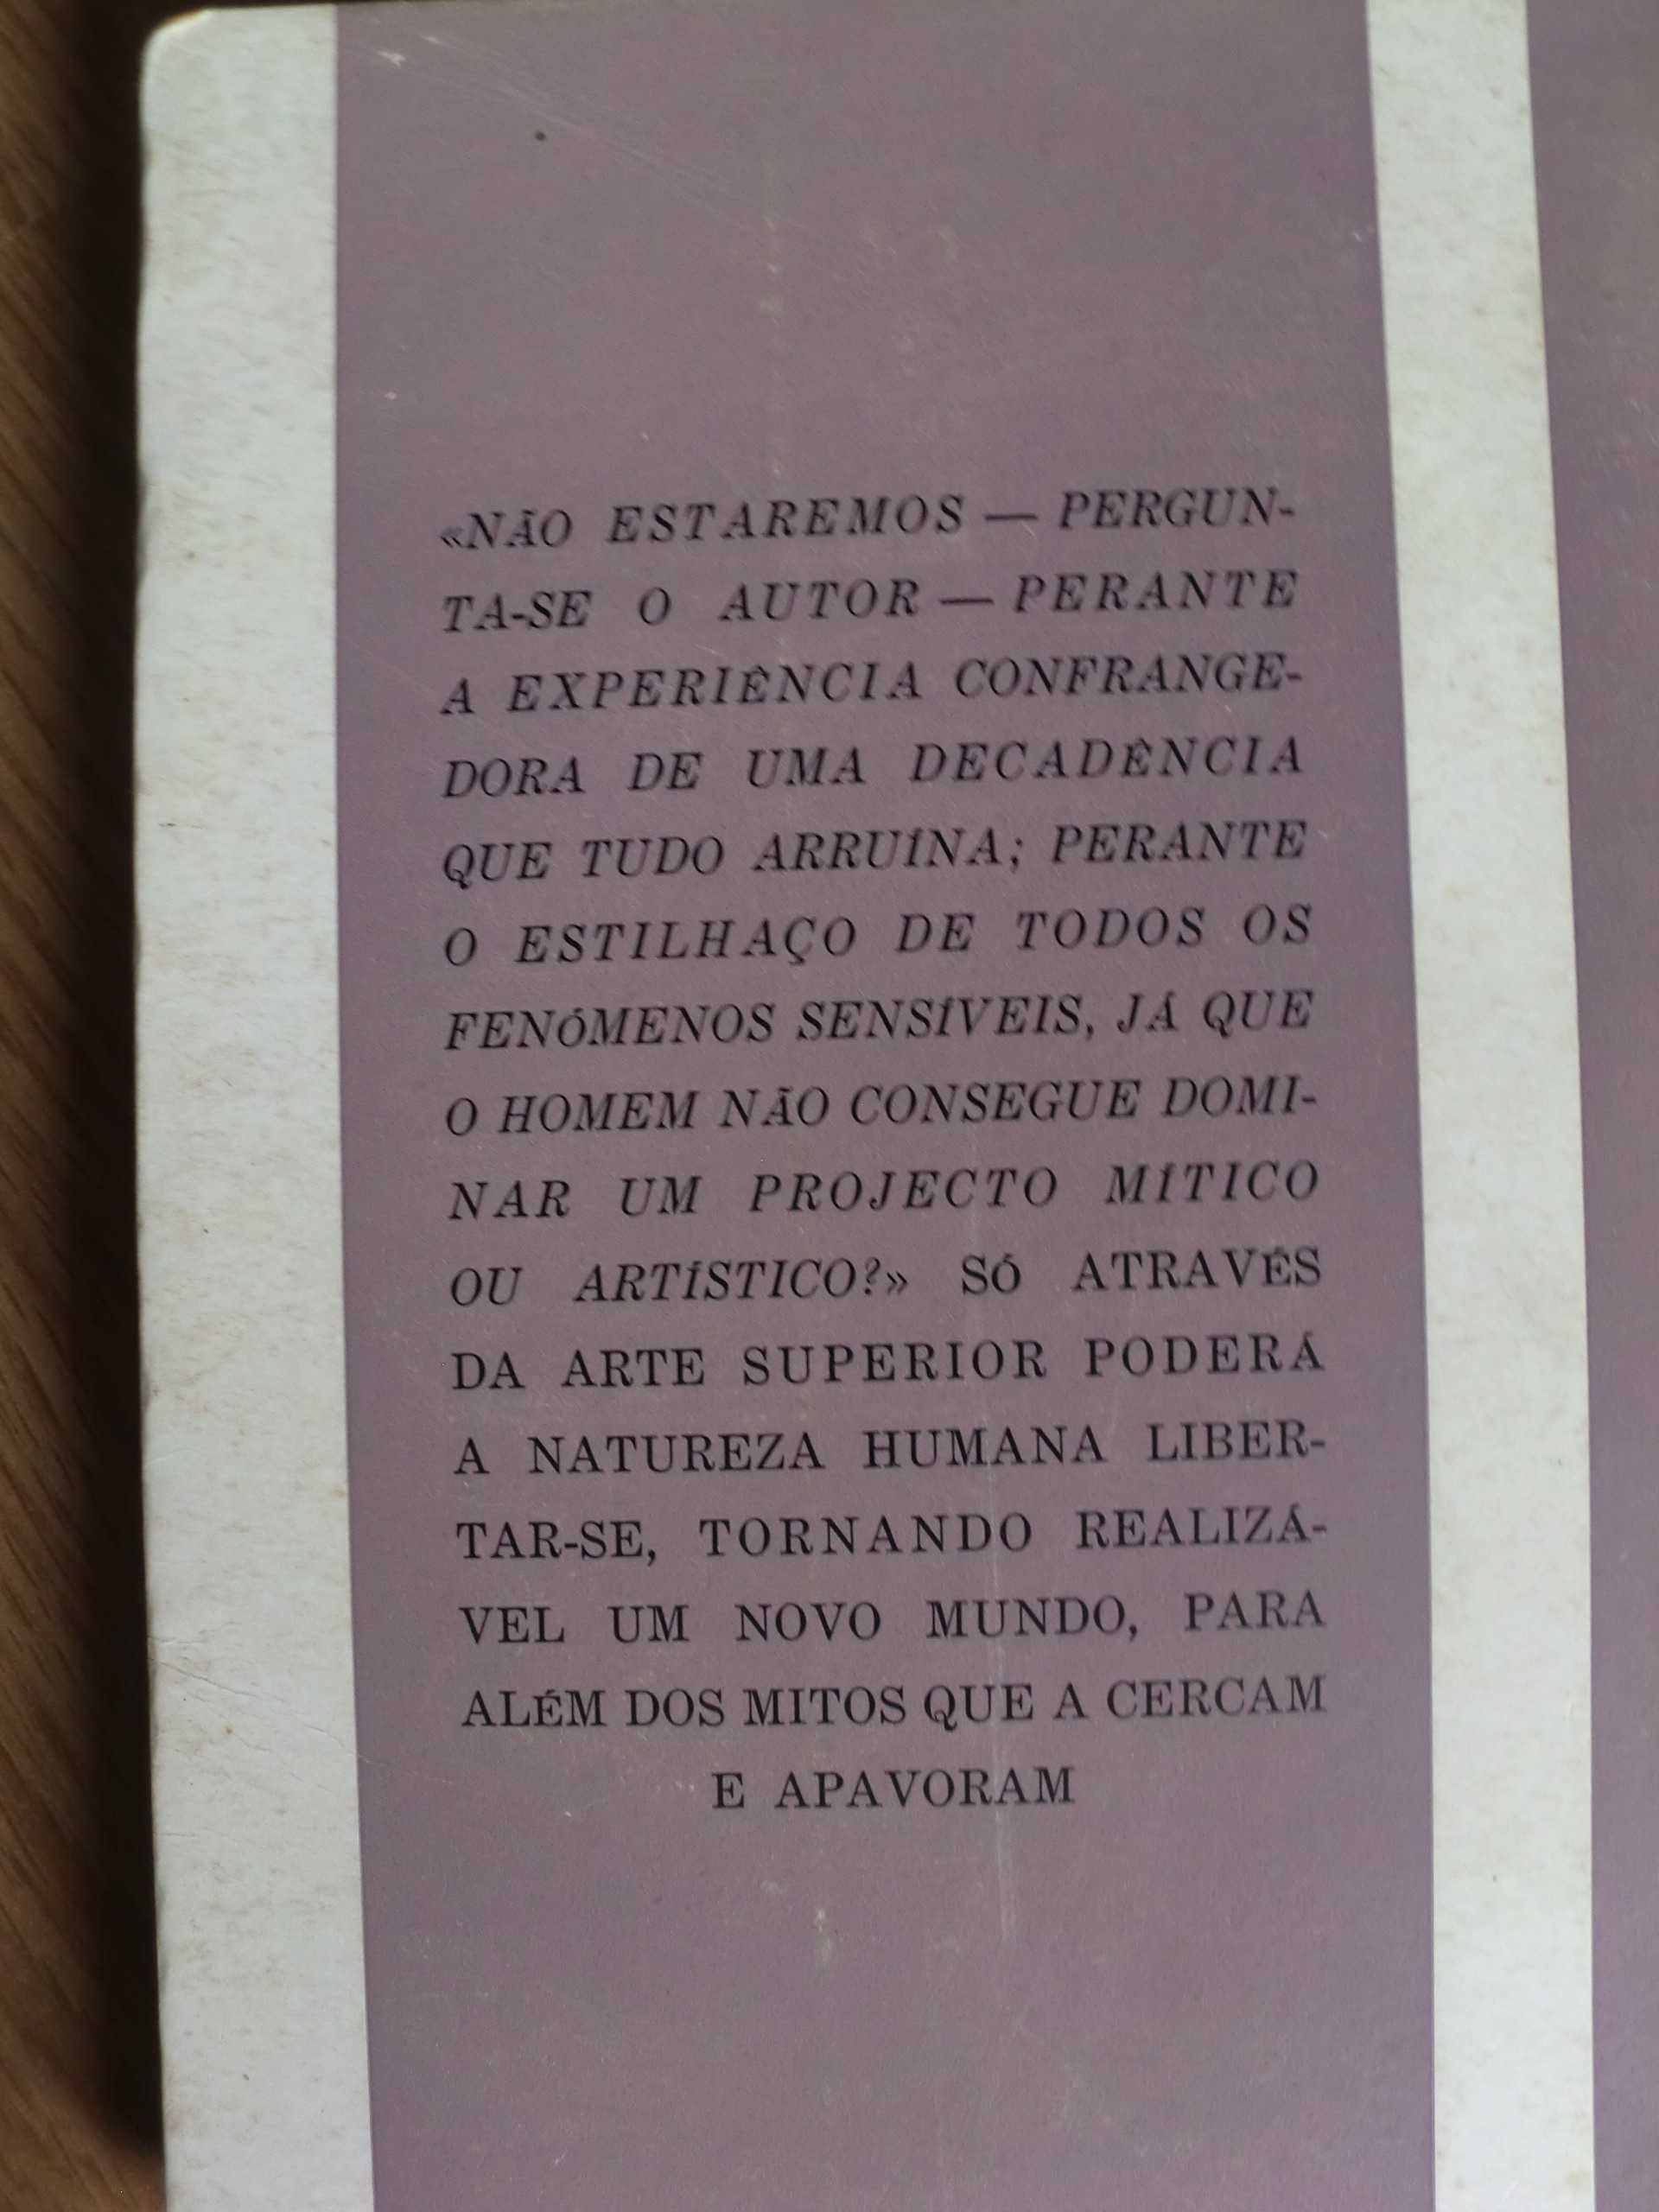 «NÃO ESTAREMOS — PERGUN-
TA-SE O AUTOR — PERANTE
A EXPERIÊNCIA CONFRANGE-
DORA DE UMA DECADÊNCIA
QUE TUDO ARRUÍNA; PERANTE
O ESTILHAÇO DE TODOS OS
FENÓMENOS SENSÍVEIS, JÁ QUE
O HOMEM NÃO CONSEGUE DOMI-
NAR UM PROJECTO MÍTICO
OU ARTÍSTICO?» SÓ ATRAVÉS
DA ARTE SUPERIOR PODERÁ
A NATUREZA HUMANA LIBER-
TAR-SE, TORNANDO REALIZÁ-
VEL UM NOVO MUNDO, PARA
ALÉM DOS MITOS QUE A CERCAM
E APAVORAM